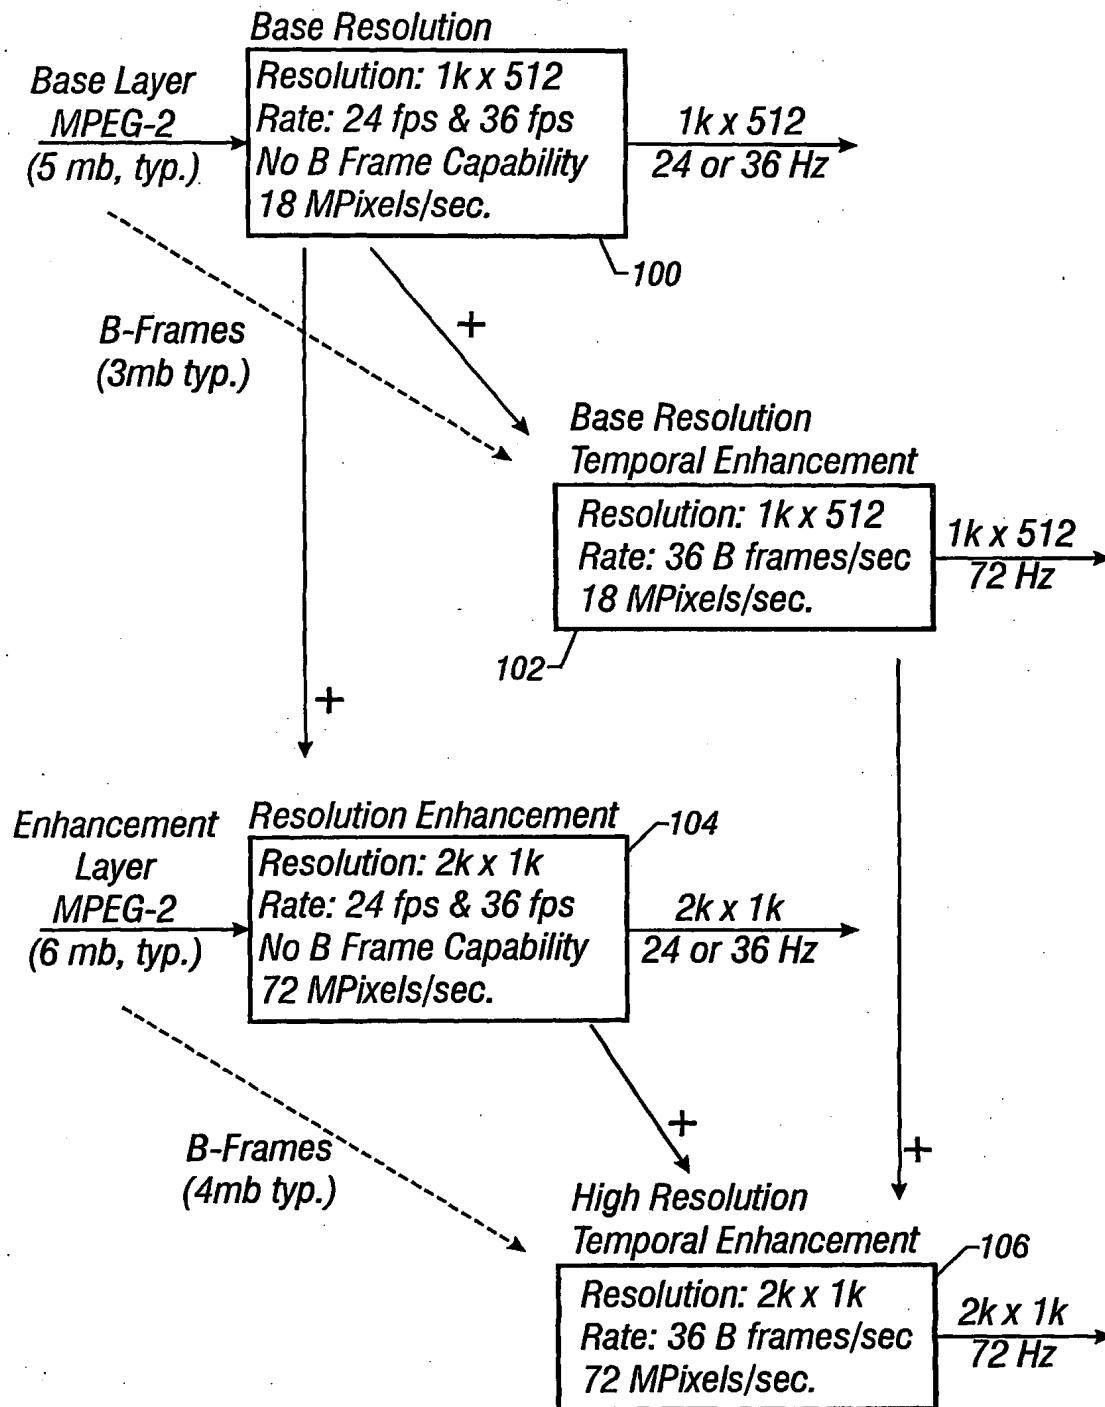 Base Resolution
Base Layer
MPEG-2
(5 mb, typ.)
Resolution: 1k x 512
Rate: 24 fps & 36 fps
No B Frame Capability
18 MPixels/sec.
1k x 512
24 or 36 Hz
100
B-Frames
(3mb typ.)
+
Base Resolution
Temporal Enhancement
Resolution: 1k x 512
Rate: 36 B frames/sec
18 MPixels/sec.
1k x 512
72 Hz
102
+
Enhancement
Layer
MPEG-2
(6 mb, typ.)
Resolution Enhancement
104
Resolution: 2k x 1k
Rate: 24 fps & 36 fps
No B Frame Capability
72 MPixels/sec.
2k x 1k
24 or 36 Hz
B-Frames
(4mb typ.)
+
+
High Resolution
Temporal Enhancement
106
Resolution: 2k x 1k
Rate: 36 B frames/sec
72 MPixels/sec.
2k x 1k
72 Hz